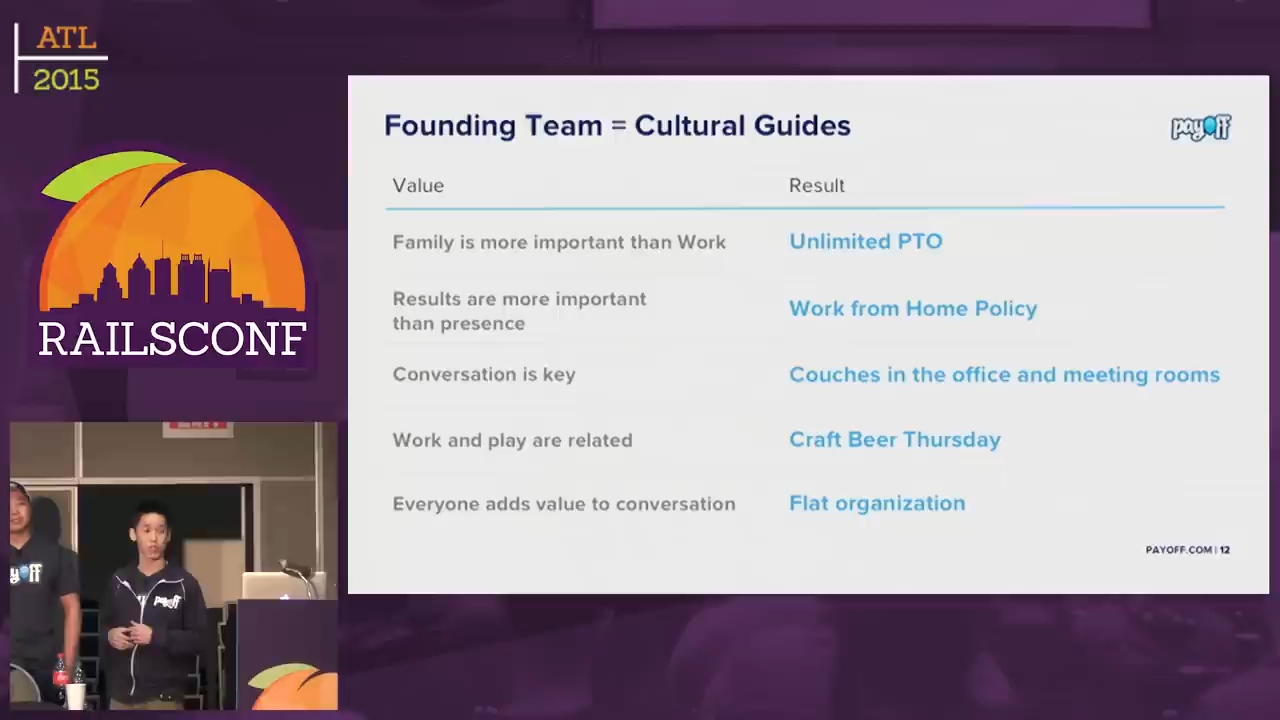 ATL
2015
RAILSCONF
Founding Team = Cultural Guides
payoff
Value
Result
Family is more important than Work
Unlimited PTO
Results are more important
than presence
Work from Home Policy
Conversation is key
Couches in the office and meeting rooms
Work and play are related
Craft Beer Thursday
Everyone adds value to conversation
Flat organization
PAYOFF.COM | 12
payoff